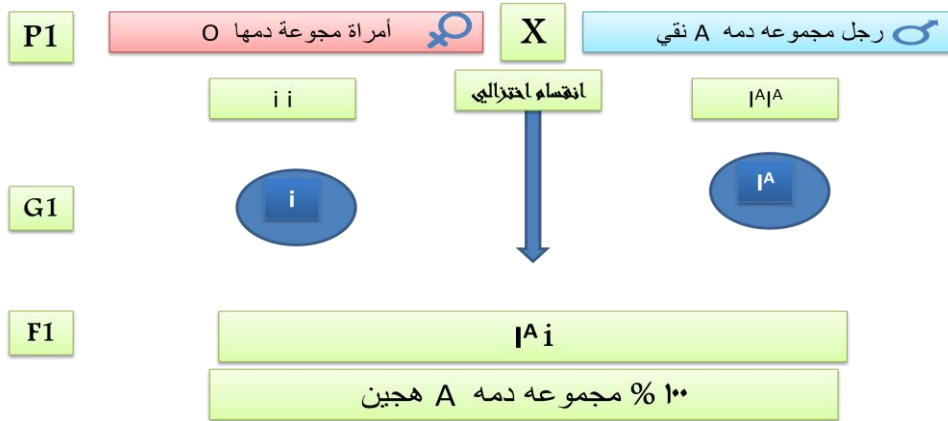 P1
رجل مجموعه دمه A نقي
X
أمراة مجوعة دمها O
IᴬIᴬ
انقسام اختزالي
i i
G1
Iᴬ
i
F1
Iᴬ i
١٠٠ % مجموعه دمه A هجين